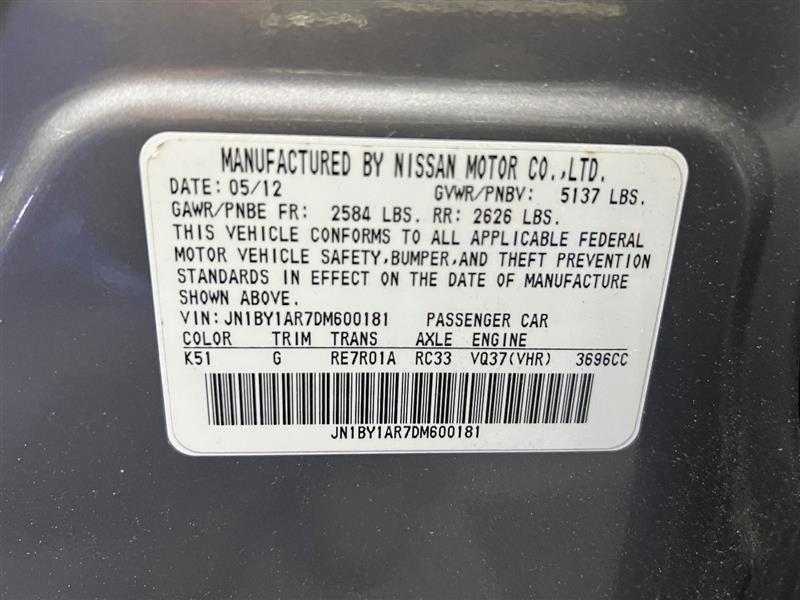 MANUFACTURED BY NISSAN MOTOR CO.,LTD.
DATE: 05/12 GVWR/PNBV: 5137 LBS.
GAWR/PNBE FR: 2584 LBS. RR: 2626 LBS.
THIS VEHICLE CONFORMS TO ALL APPLICABLE FEDERAL
MOTOR VEHICLE SAFETY,BUMPER,AND THEFT PREVENTION
STANDARDS IN EFFECT ON THE DATE OF MANUFACTURE
SHOWN ABOVE.
VIN:JN1BY1AR7DM600181 PASSENGER CAR
COLOR TRIM TRANS AXLE ENGINE
K51 G RE7R01A RC33 VQ37(VHR) 3696CC
JN1BY1AR7DM600181